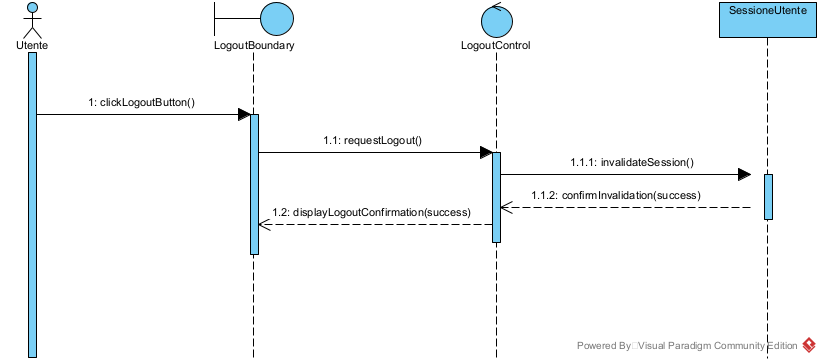 SessioneUtente
Utente
LogoutBoundary
LogoutControl
1: clickLogoutButton()
1.1: requestLogout()
1.1.1: invalidateSession()
1.1.2: confirmInvalidation(success)
1.2: displayLogoutConfirmation(success)
Powered By Visual Paradigm Community Edition